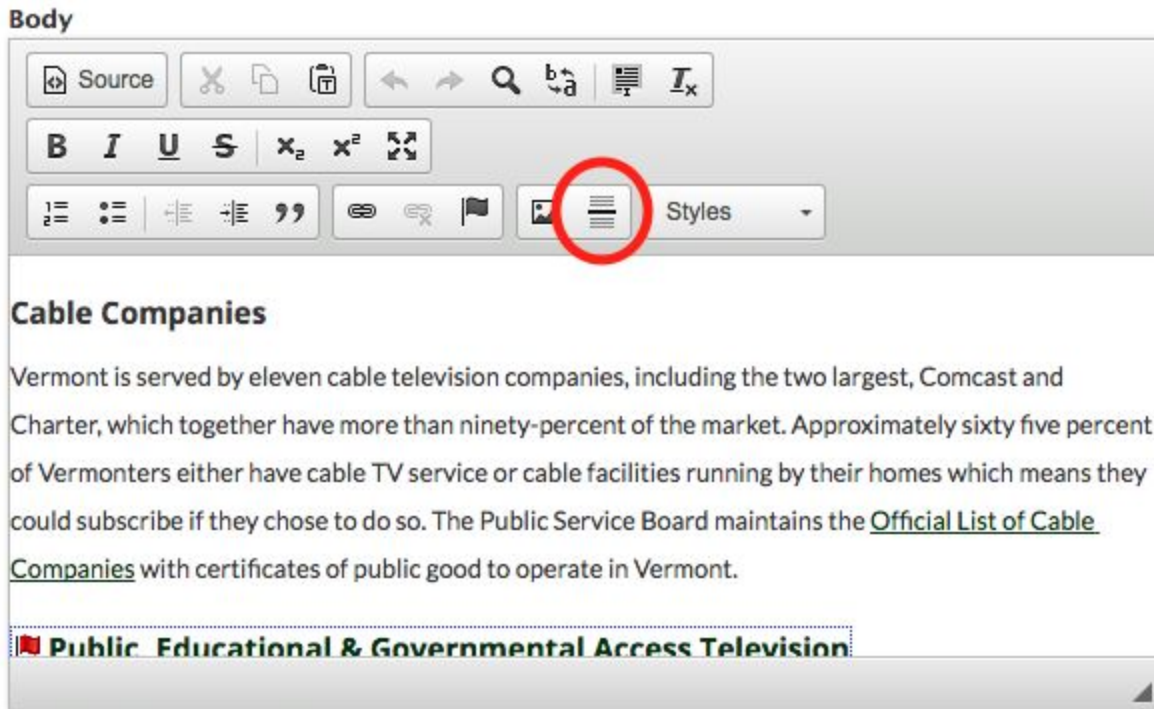 Body
Source
B I U S x₂ x²
Styles
Cable Companies
Vermont is served by eleven cable television companies, including the two largest, Comcast and
Charter, which together have more than ninety-percent of the market. Approximately sixty five percent
of Vermonters either have cable TV service or cable facilities running by their homes which means they
could subscribe if they chose to do so. The Public Service Board maintains the Official List of Cable
Companies with certificates of public good to operate in Vermont.
Public, Educational & Governmental Access Television